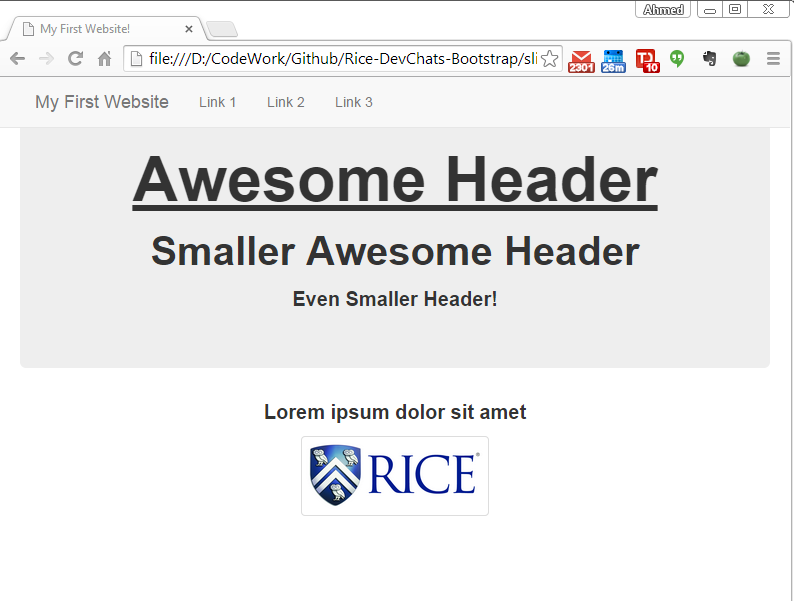 Ahmed
My First Website!
file:///D:/CodeWork/Github/Rice-DevChats-Bootstrap/sli
2301
26m
10
My First Website
Link 1
Link 2
Link 3
Awesome Header
Smaller Awesome Header
Even Smaller Header!
Lorem ipsum dolor sit amet
RICE